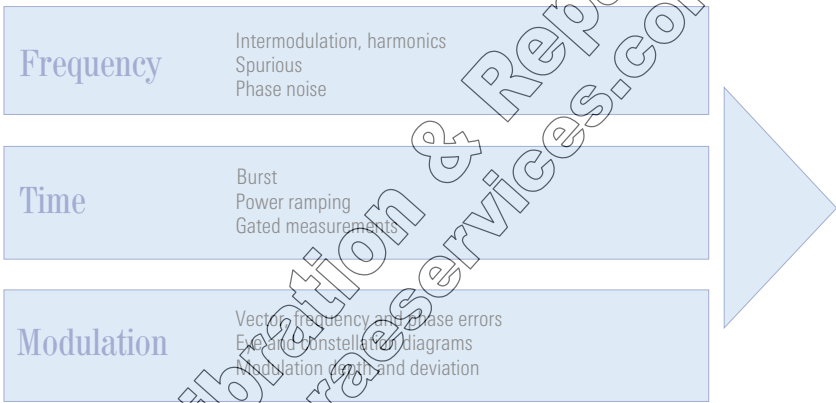 Frequency
Intermodulation, harmonics
Spurious
Phase noise
Time
Burst
Power ramping
Gated measurements
Modulation
Vector, frequency and phase errors
Eye and constellation diagrams
Modulation depth and deviation